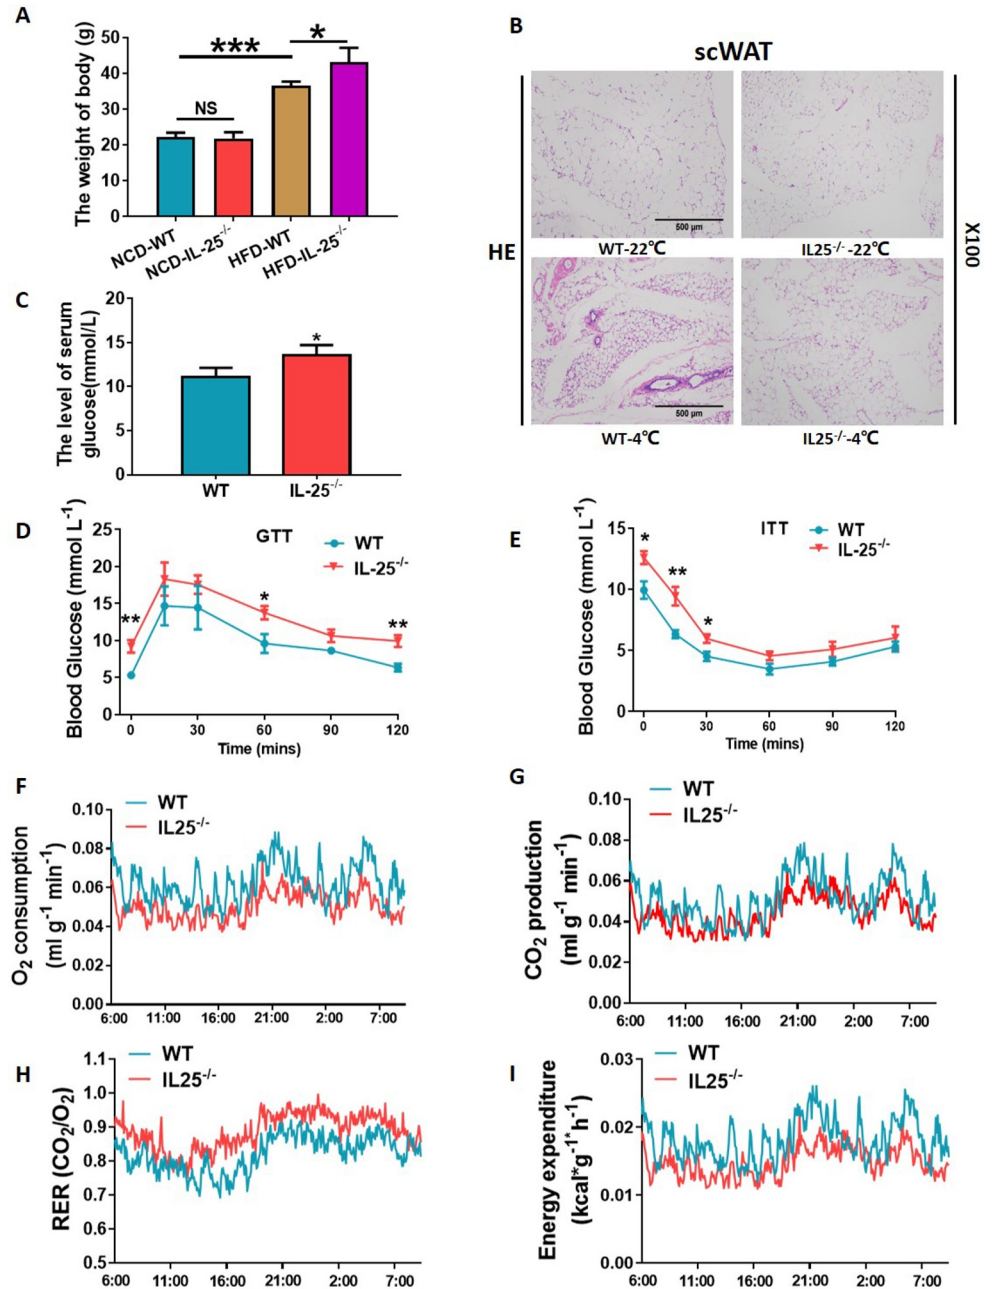 A
The weight of body (g)
50
40
30
20
10
0
***
*
NS
NCD-WT
NCD-IL-25-/-
HFD-WT
HFD-IL-25-/-
B
scWAT
HE
X100
500 μm
WT-22℃
IL25-/- -22℃
500 μm
WT-4℃
IL25-/--4℃
C
The level of serum
glucose(mmol/L)
20
15
10
5
0
*
WT
IL-25-/-
D
Blood Glucose (mmol L-1)
GTT
WT
IL-25-/-
25
20
15
10
5
0
**
*
**
0
30
60
90
120
Time (mins)
E
Blood Glucose (mmol L-1)
ITT
WT
IL-25-/-
15
10
5
0
*
**
*
0
30
60
90
120
Time (mins)
F
WT
IL25-/-
O2 consumption
(ml g-1 min-1)
0.10
0.08
0.06
0.04
0.02
0.00
6:00
11:00
16:00
21:00
2:00
7:00
G
WT
IL25-/-
CO2 production
(ml g-1 min-1)
0.10
0.08
0.06
0.04
0.02
0.00
6:00
11:00
16:00
21:00
2:00
7:00
H
WT
IL25-/-
RER (CO2/O2)
1.1
1.0
0.9
0.8
0.7
0.6
0.5
6:00
11:00
16:00
21:00
2:00
7:00
I
WT
IL25-/-
Energy expenditure
(kcal*g-1*h-1)
0.03
0.02
0.01
0.00
6:00
11:00
16:00
21:00
2:00
7:00